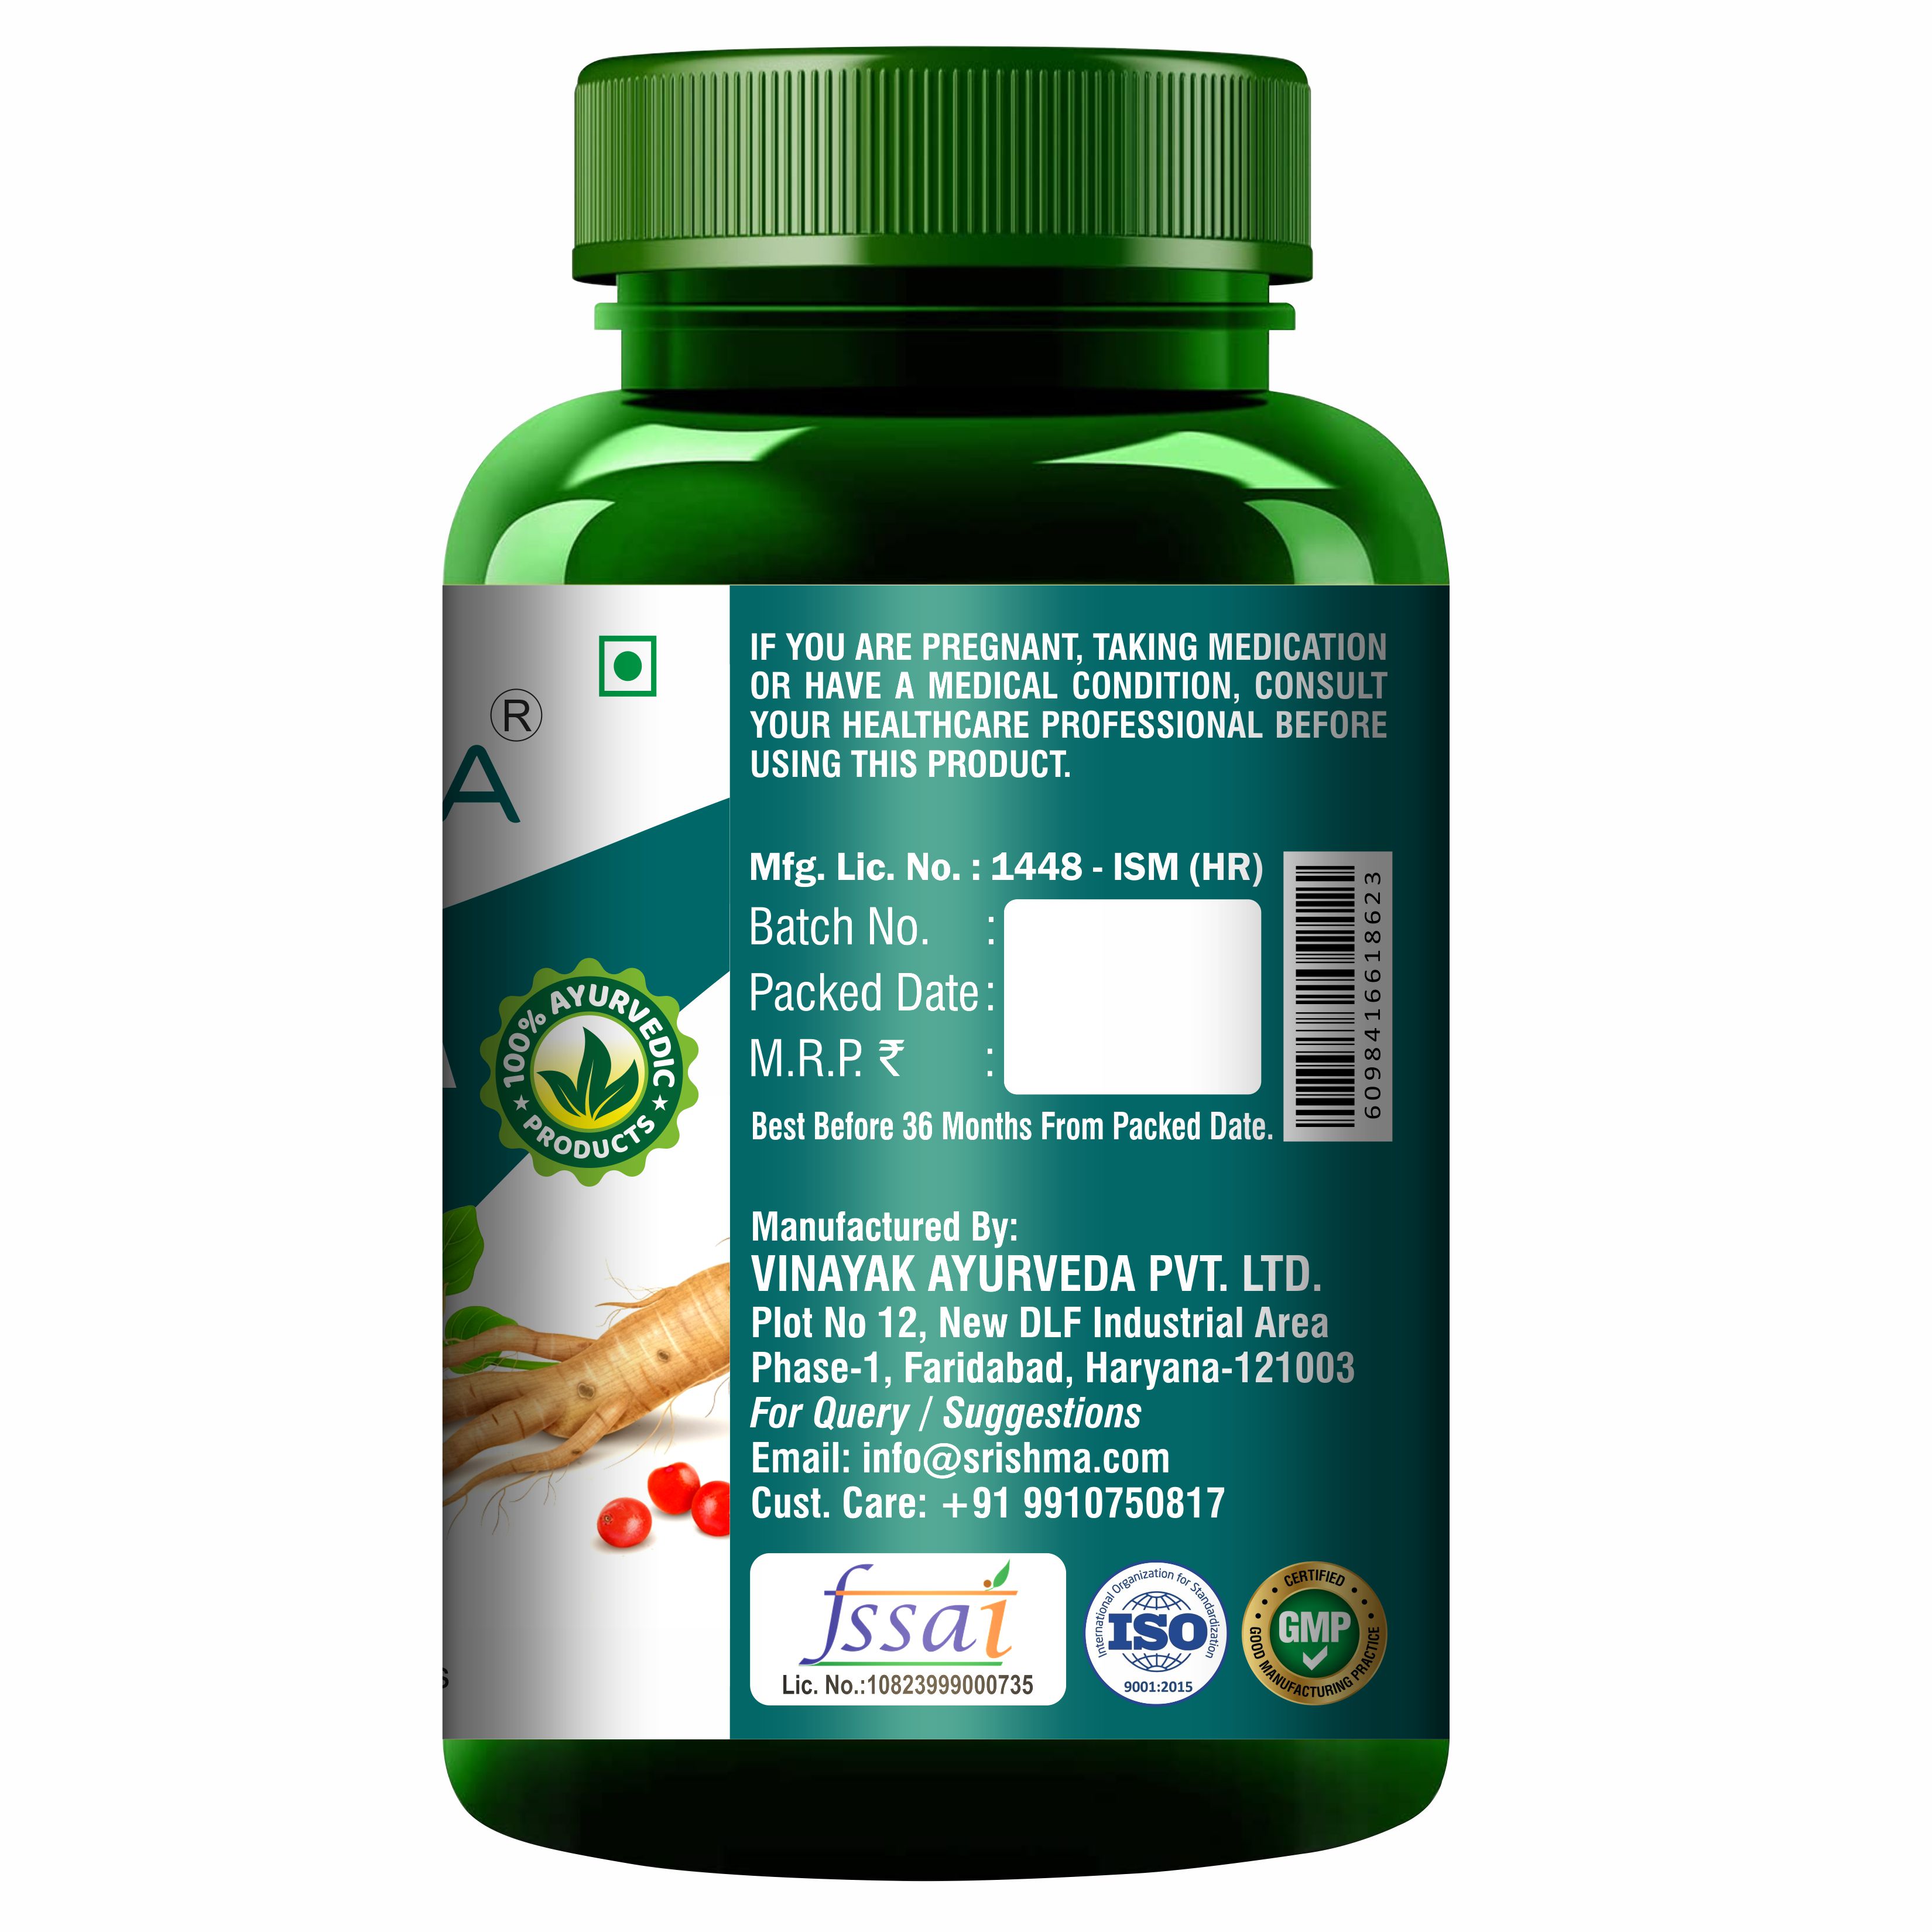 ®
A
100% AYURVEDIC
PRODUCTS
IF YOU ARE PREGNANT, TAKING MEDICATION
OR HAVE A MEDICAL CONDITION, CONSULT
YOUR HEALTHCARE PROFESSIONAL BEFORE
USING THIS PRODUCT.
Mfg. Lic. No. : 1448 - ISM (HR)
Batch No. :
Packed Date :
M.R.P. ₹ :
Best Before 36 Months From Packed Date.
6098416618623
Manufactured By:
VINAYAK AYURVEDA PVT. LTD.
Plot No 12, New DLF Industrial Area
Phase-1, Faridabad, Haryana-121003
For Query / Suggestions
Email: info@srishma.com
Cust. Care: +91 9910750817
fssai
Lic. No.:10823999000735
International Organization for Standardization
ISO
9001:2015
CERTIFIED
GMP
GOOD MANUFACTURING PRACTICE